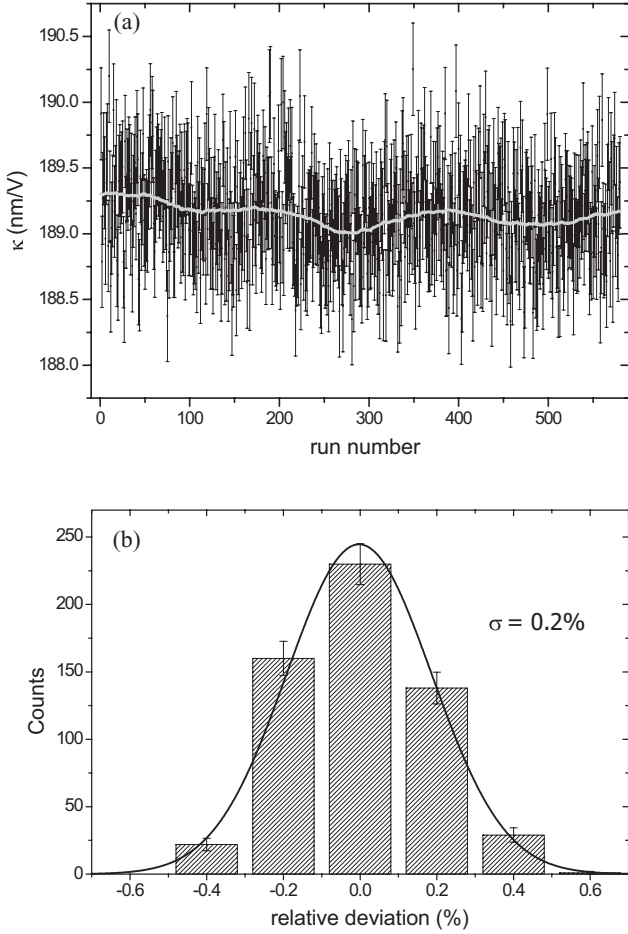 (a)
190.5
190.0
189.5
189.0
188.5
188.0
κ (nm/V)
0 100 200 300 400 500
run number
(b)
250
200
150
100
50
0
Counts
σ = 0.2%
-0.6 -0.4 -0.2 0.0 0.2 0.4 0.6
relative deviation (%)